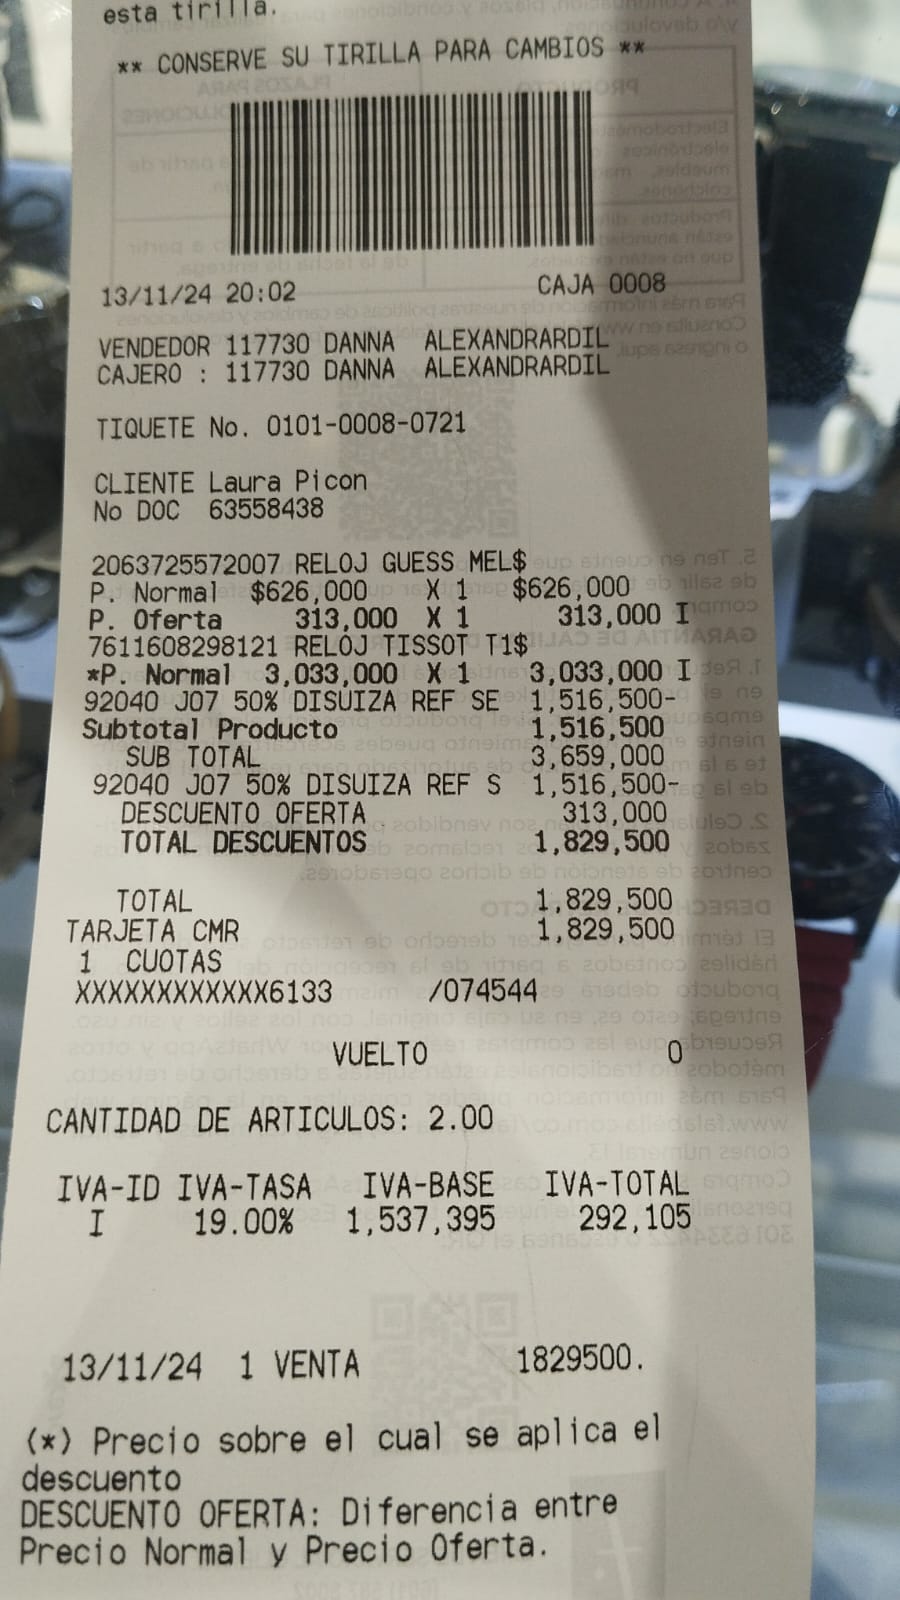 esta tirilla.
** CONSERVE SU TIRILLA PARA CAMBIOS **
13/11/24 20:02 CAJA 0008
VENDEDOR 117730 DANNA ALEXANDRARDIL
CAJERO : 117730 DANNA ALEXANDRARDIL
TIQUETE No. 0101-0008-0721
CLIENTE Laura Picon
No DOC 63558438
2063725572007 RELOJ GUESS MEL$
P. Normal $626,000 X 1 $626,000
P. Oferta 313,000 X 1 313,000 I
7611608298121 RELOJ TISSOT T1$
*P. Normal 3,033,000 X 1 3,033,000 I
92040 J07 50% DISUIZA REF SE 1,516,500-
Subtotal Producto 1,516,500
SUB TOTAL 3,659,000
92040 J07 50% DISUIZA REF S 1,516,500-
DESCUENTO OFERTA 313,000
TOTAL DESCUENTOS 1,829,500
TOTAL 1,829,500
TARJETA CMR 1,829,500
1 CUOTAS
XXXXXXXXXXXX6133 /074544
VUELTO 0
CANTIDAD DE ARTICULOS: 2.00
IVA-ID IVA-TASA IVA-BASE IVA-TOTAL
I 19.00% 1,537,395 292,105
13/11/24 1 VENTA 1829500.
(*) Precio sobre el cual se aplica el
descuento
DESCUENTO OFERTA: Diferencia entre
Precio Normal y Precio Oferta.